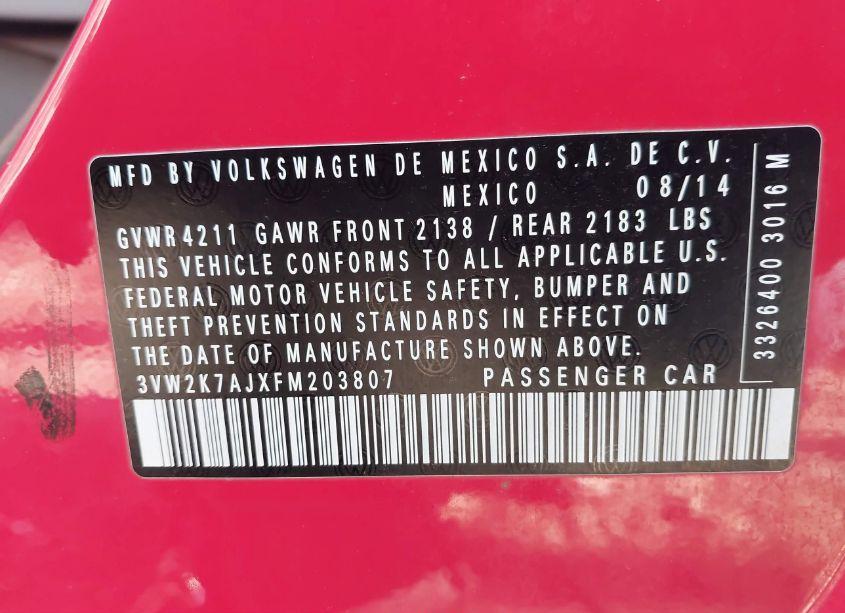 MFD BY VOLKSWAGEN DE MEXICO S.A. DE C.V.
MEXICO 08/14
GVWR 4211 GAWR FRONT 2138 / REAR 2183 LBS
THIS VEHICLE CONFORMS TO ALL APPLICABLE U.S.
FEDERAL MOTOR VEHICLE SAFETY, BUMPER AND
THEFT PREVENTION STANDARDS IN EFFECT ON
THE DATE OF MANUFACTURE SHOWN ABOVE.
3VW2K7AJXFM203807 PASSENGER CAR
3326400 3016 M